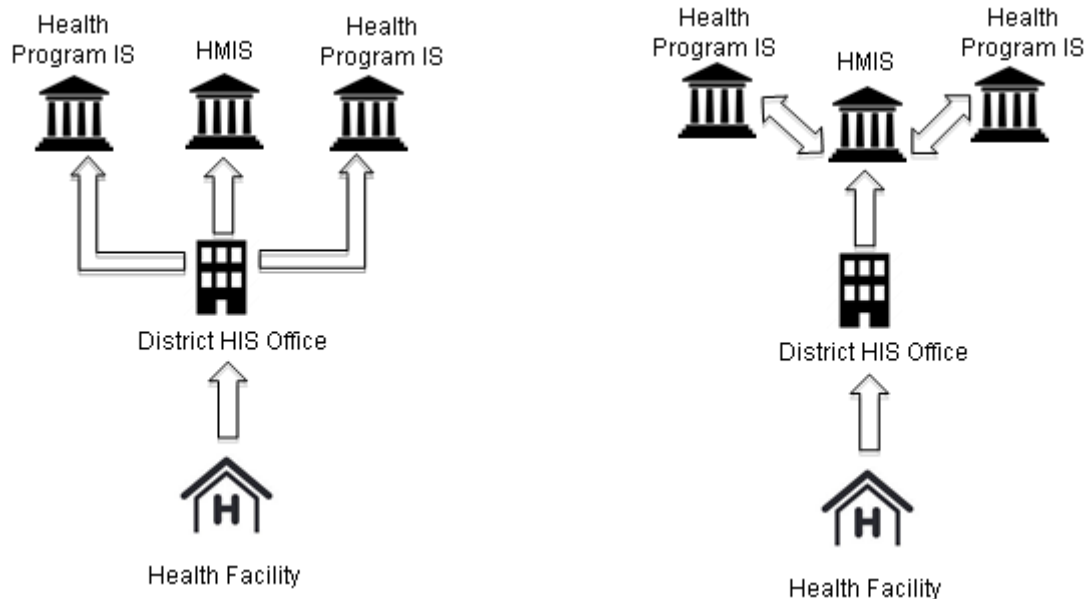 Health
Program IS
HMIS
Health
Program IS
District HIS Office
H
Health Facility
Health
Program IS
HMIS
Health
Program IS
District HIS Office
H
Health Facility